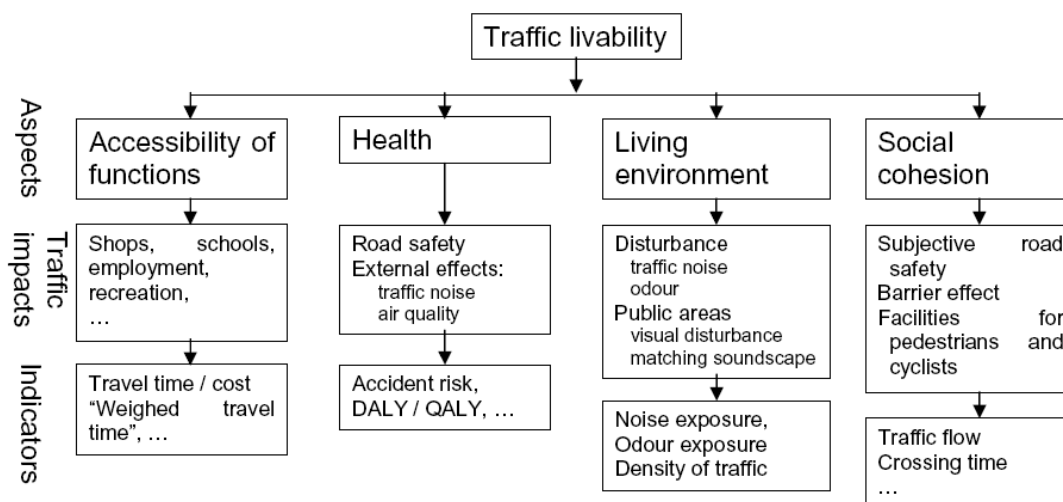 Traffic livability
Aspects
Accessibility of
functions
Health
Living
environment
Social
cohesion
Traffic
impacts
Shops, schools,
employment,
recreation,
…
Road safety
External effects:
traffic noise
air quality
Disturbance
traffic noise
odour
Public areas
visual disturbance
matching soundscape
Subjective road
safety
Barrier effect
Facilities for
pedestrians and
cyclists
Indicators
Travel time / cost
“Weighed travel
time”, …
Accident risk,
DALY / QALY, …
Noise exposure,
Odour exposure
Density of traffic
Traffic flow
Crossing time
…